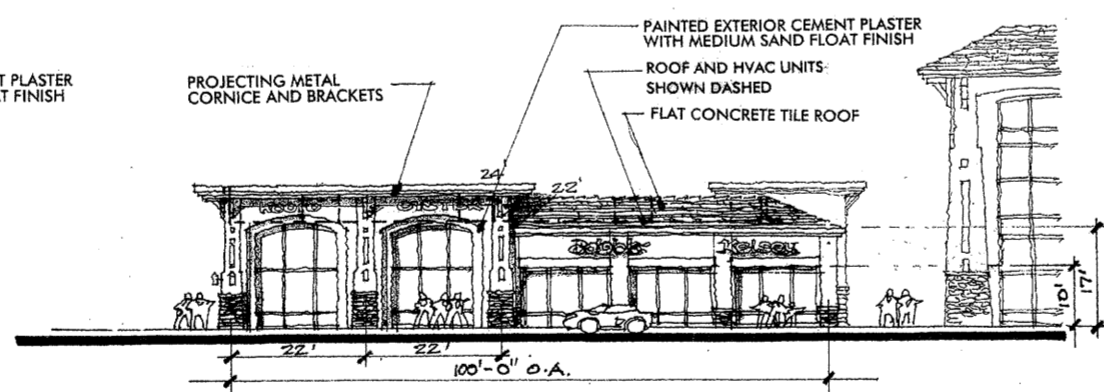 PAINTED EXTERIOR CEMENT PLASTER
WITH MEDIUM SAND FLOAT FINISH
T PLASTER
T FINISH
PROJECTING METAL
CORNICE AND BRACKETS
ROOF AND HVAC UNITS
SHOWN DASHED
FLAT CONCRETE TILE ROOF
24'
22'
Kelsey
10'
17'
22'
22'
100'-0" O.A.